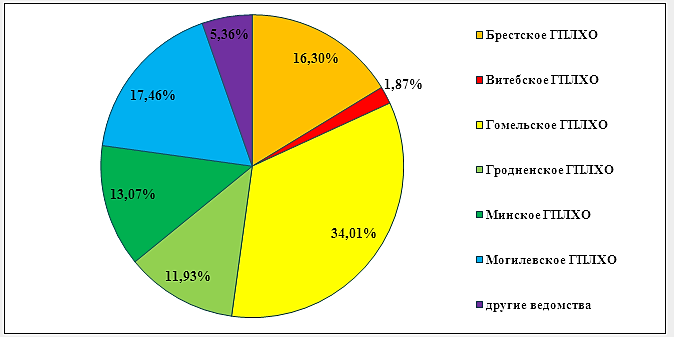 5,36%
16,30%
1,87%
17,46%
13,07%
34,01%
11,93%
Брестское ГПЛХО
Витебское ГПЛХО
Гомельское ГПЛХО
Гродненское ГПЛХО
Минское ГПЛХО
Могилевское ГПЛХО
другие ведомства